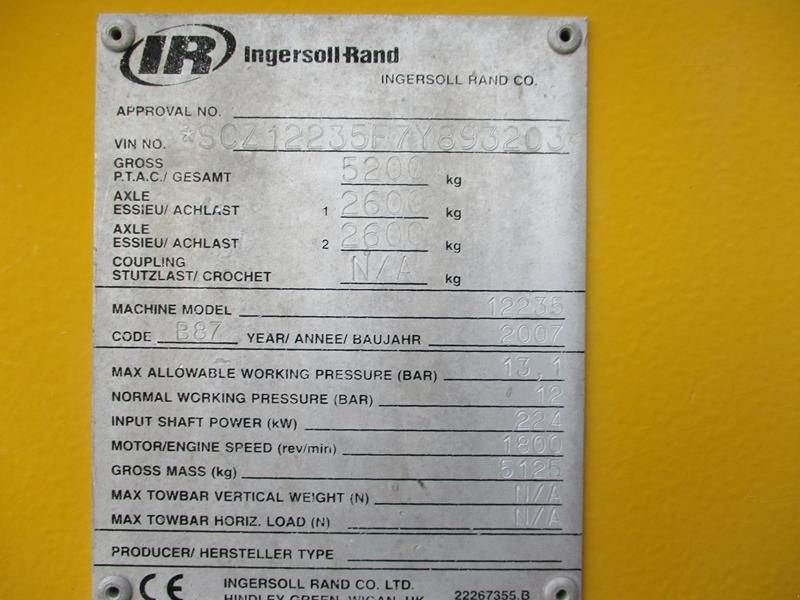 IR Ingersoll-Rand
INGERSOLL RAND CO.
APPROVAL NO.
VIN NO. *SCZ12235F7Y893203*
GROSS
P.T.A.C./ GESAMT 5200 kg
AXLE
ESSIEU/ ACHLAST 1 2600 kg
AXLE
ESSIEU/ ACHLAST 2 2600 kg
COUPLING
STUTZLAST/ CROCHET N/A kg
MACHINE MODEL 12235
CODE B87 YEAR/ ANNEE/ BAUJAHR 2007
MAX ALLOWABLE WORKING PRESSURE (BAR) 13,1
NORMAL WORKING PRESSURE (BAR) 12
INPUT SHAFT POWER (kW) 224
MOTOR/ENGINE SPEED (rev/min) 1800
GROSS MASS (kg) 5125
MAX TOWBAR VERTICAL WEIGHT (N) N/A
MAX TOWBAR HORIZ. LOAD (N) N/A
PRODUCER/ HERSTELLER TYPE
CE INGERSOLL RAND CO. LTD.
HINDLEY GREEN, WIGAN, UK 22267355.B